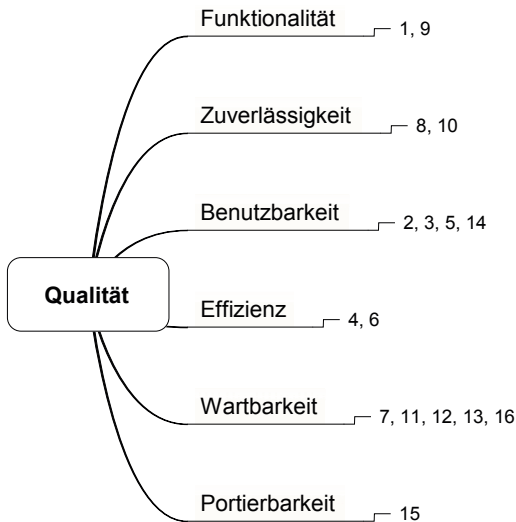 Funktionalität
1, 9
Zuverlässigkeit
8, 10
Benutzbarkeit
2, 3, 5, 14
Qualität
Effizienz
4, 6
Wartbarkeit
7, 11, 12, 13, 16
Portierbarkeit
15